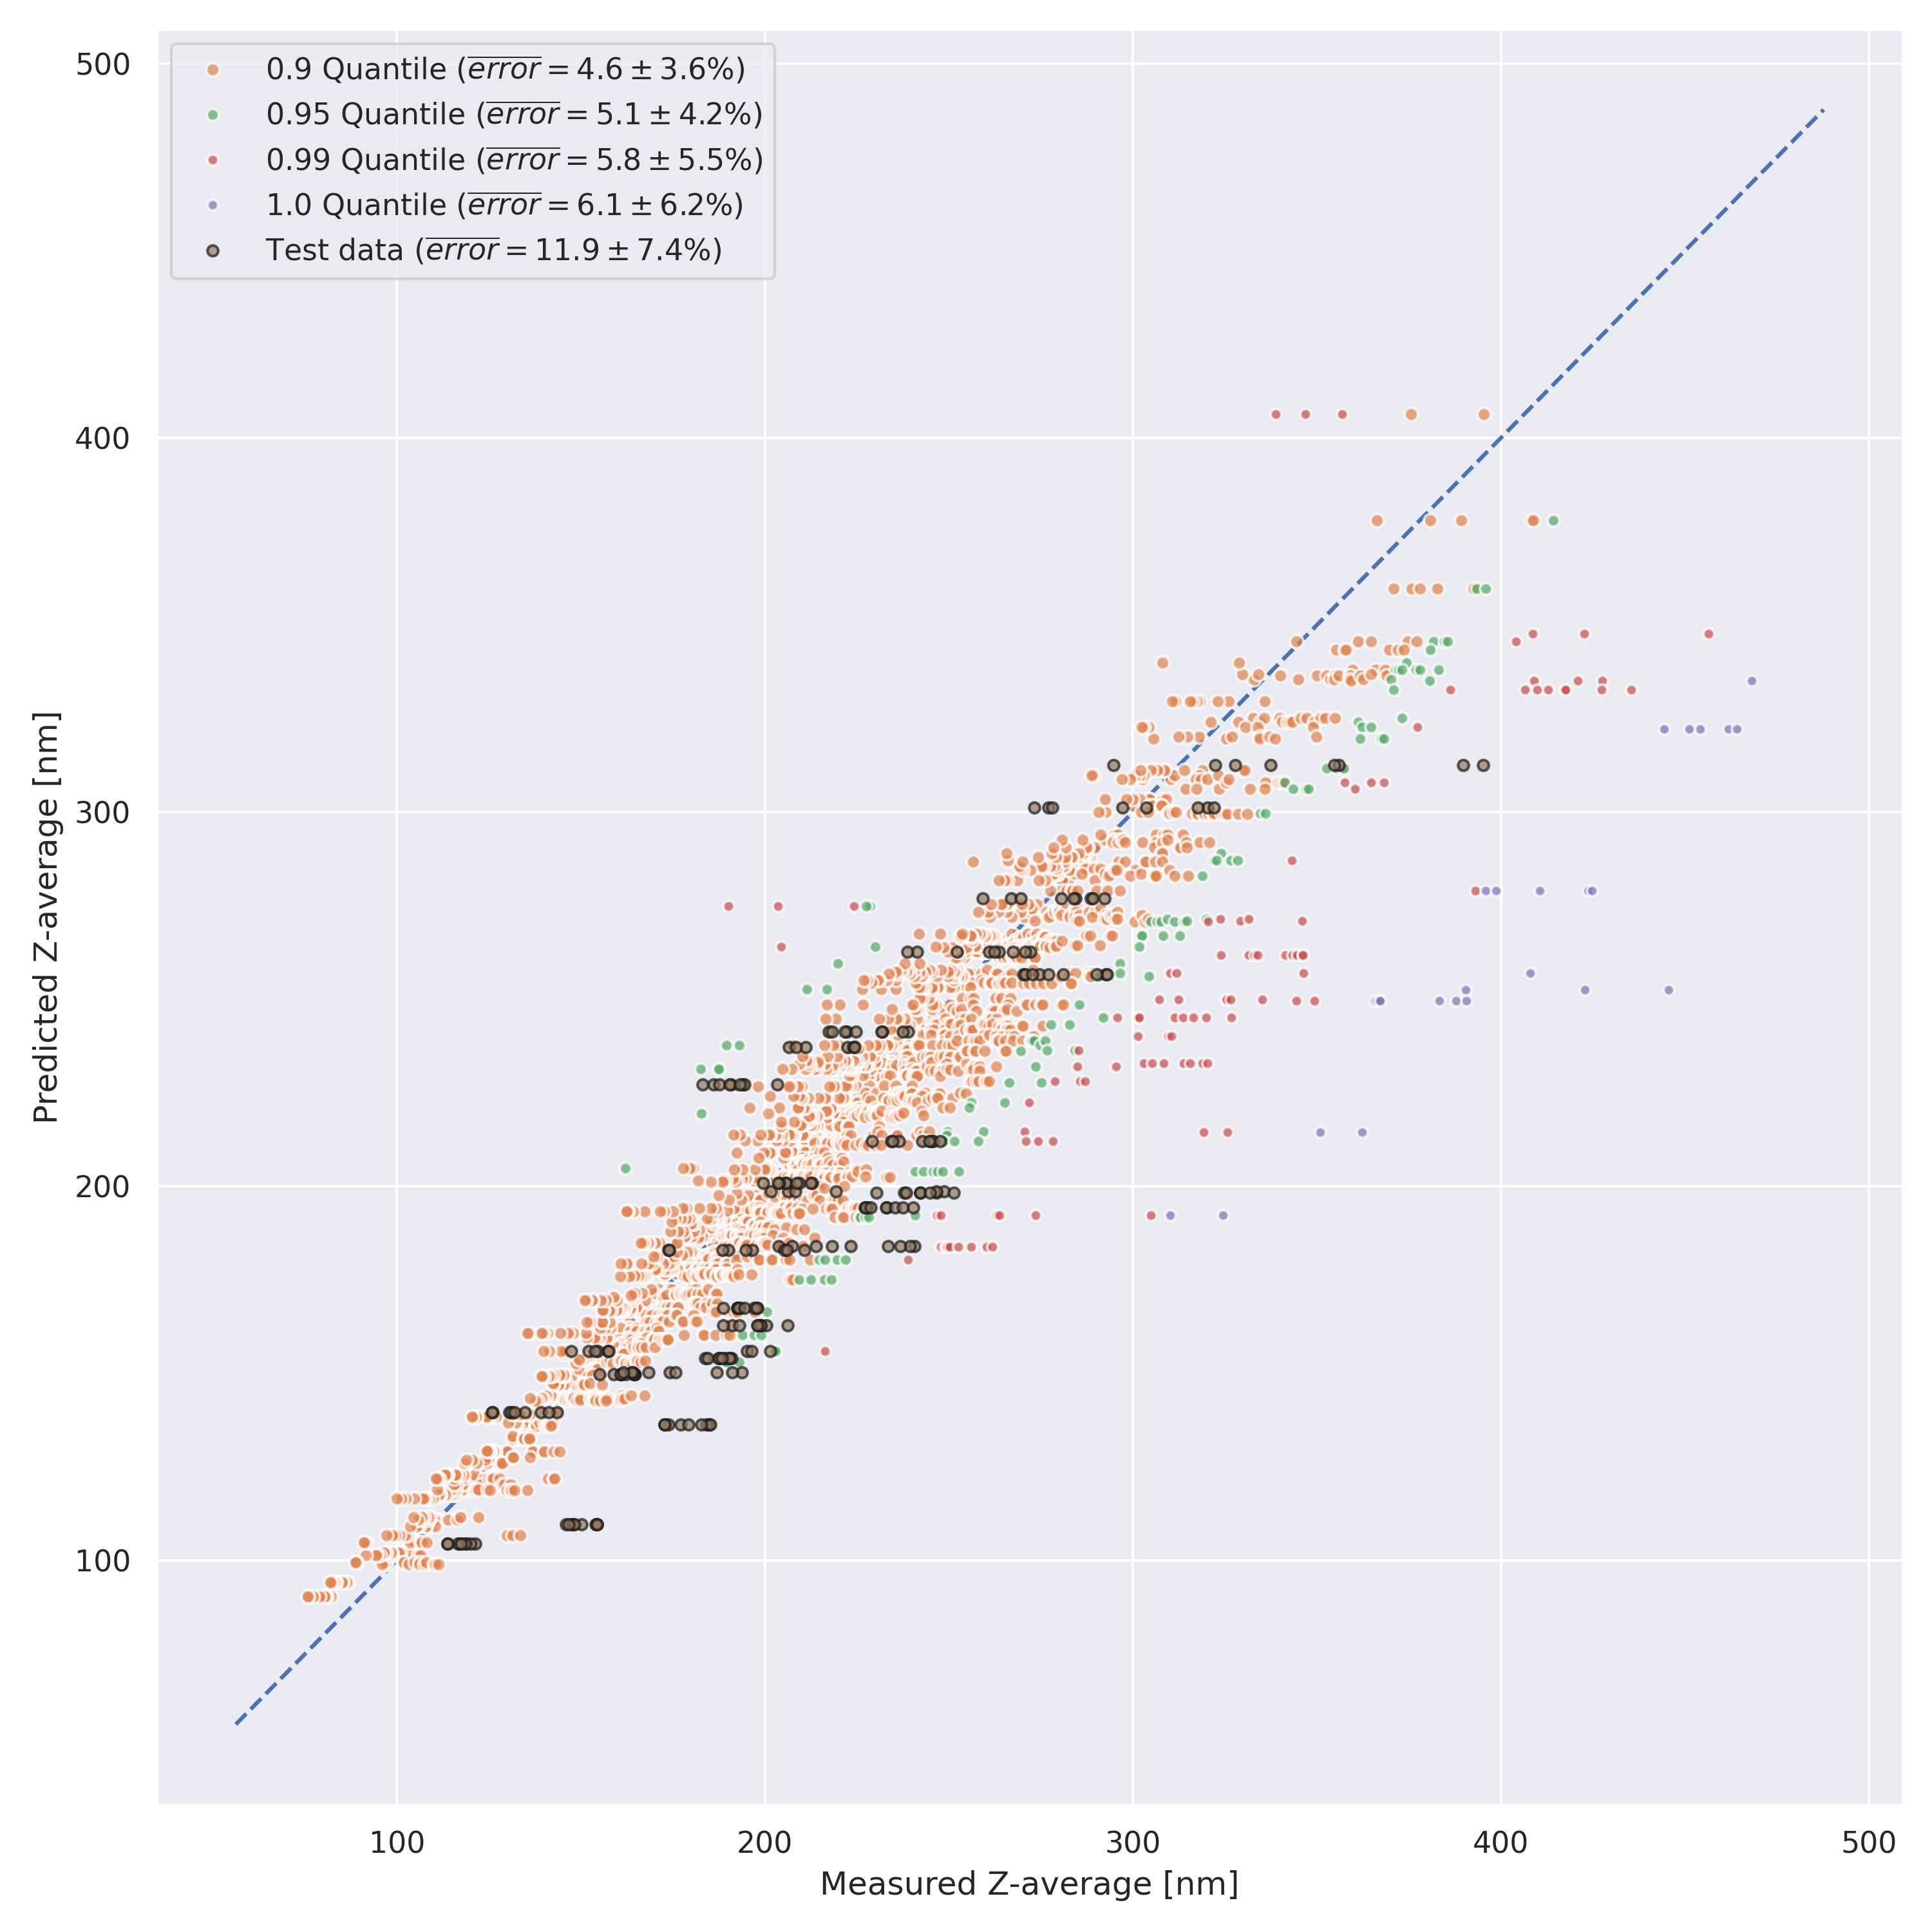 0.9 Quantile (error = 4.6 ± 3.6%)
0.95 Quantile (error = 5.1 ± 4.2%)
0.99 Quantile (error = 5.8 ± 5.5%)
1.0 Quantile (error = 6.1 ± 6.2%)
Test data (error = 11.9 ± 7.4%)
500
400
300
200
100
Predicted Z-average [nm]
100 200 300 400 500
Measured Z-average [nm]